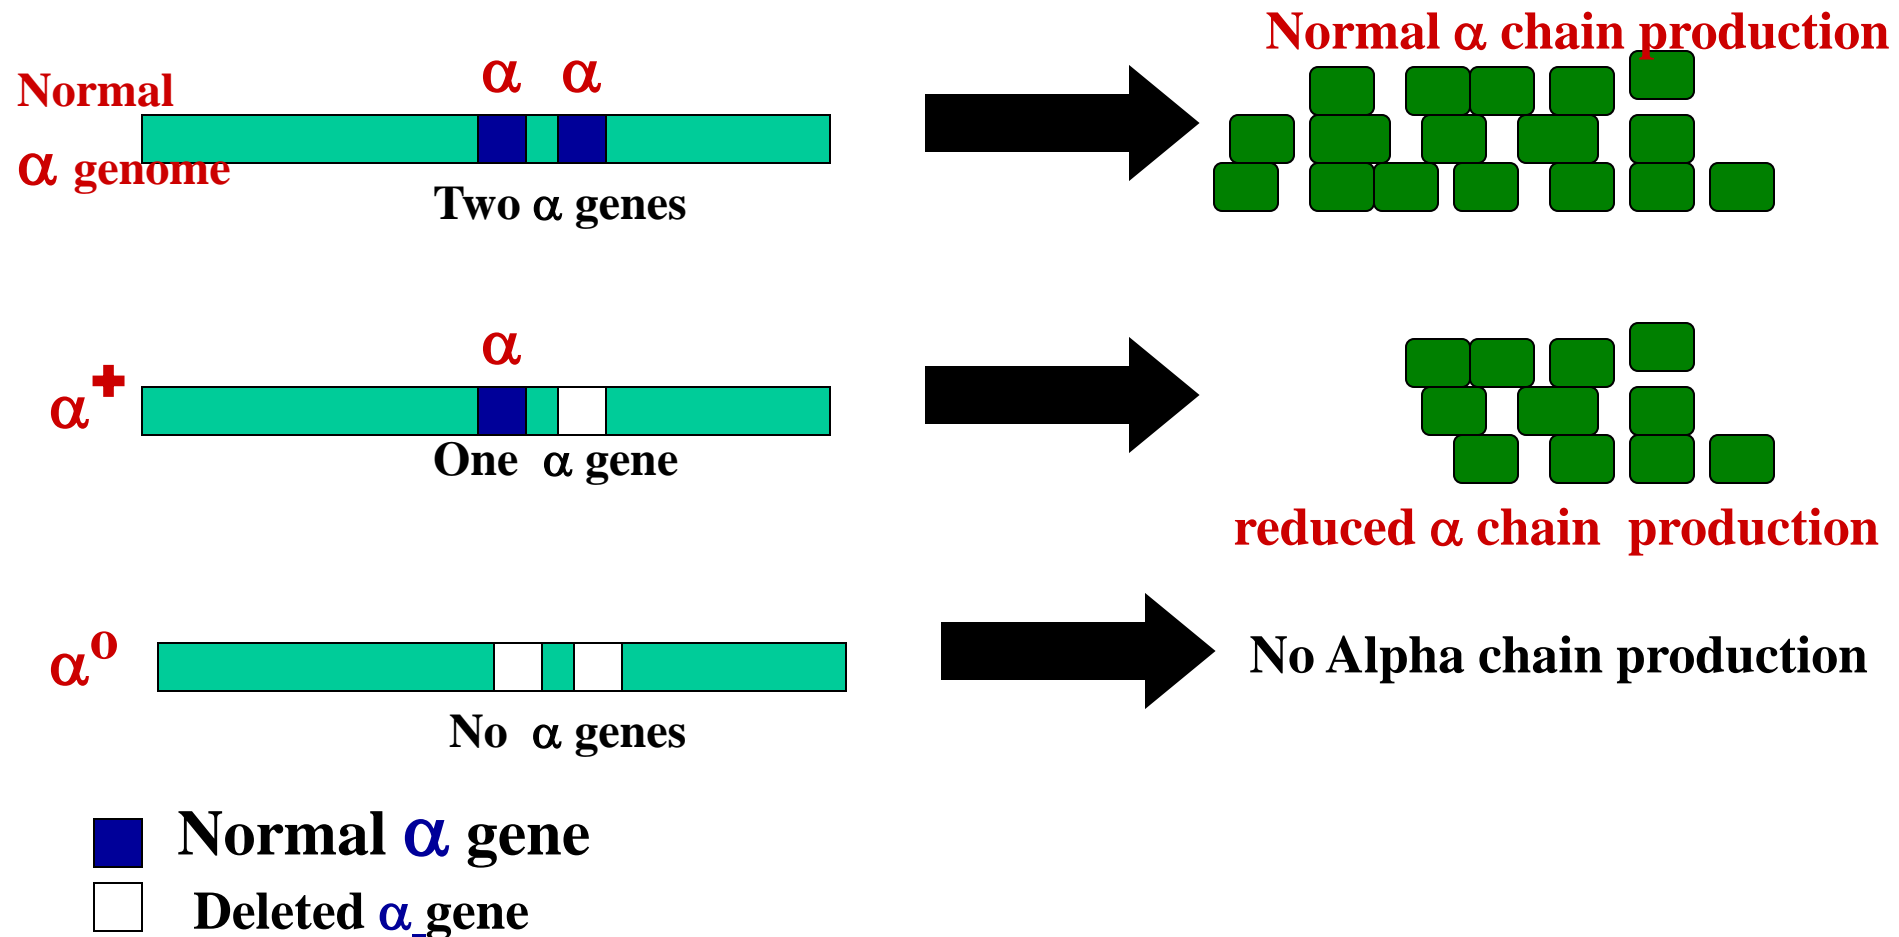 Normal α chain production
α α
Normal
α genome
Two α genes
α
α+
One α gene
reduced α chain production
αo
No Alpha chain production
No α genes
Normal α gene
Deleted α gene